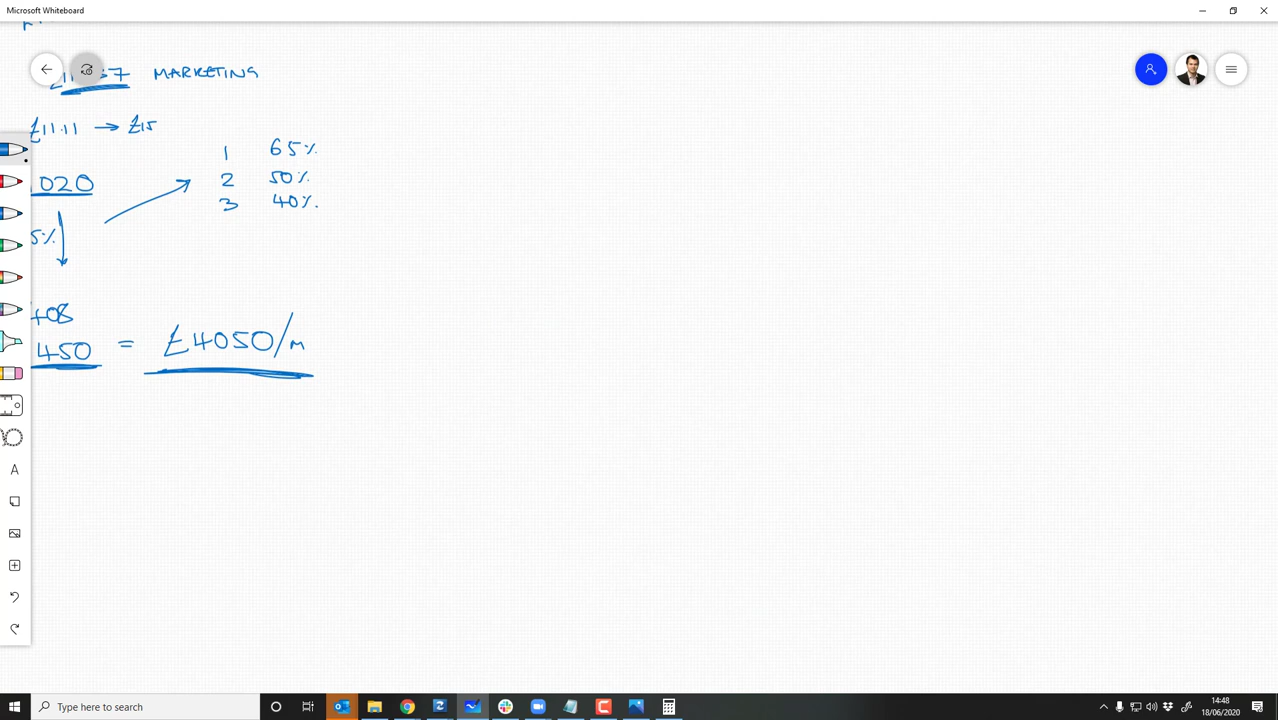 Microsoft Whiteboard
MARKETING
£11.11 → £15
1 65%
020
2 50%
3 40%
5%
408
450 = £4050/m
A
Type here to search
14:48
18/06/2020